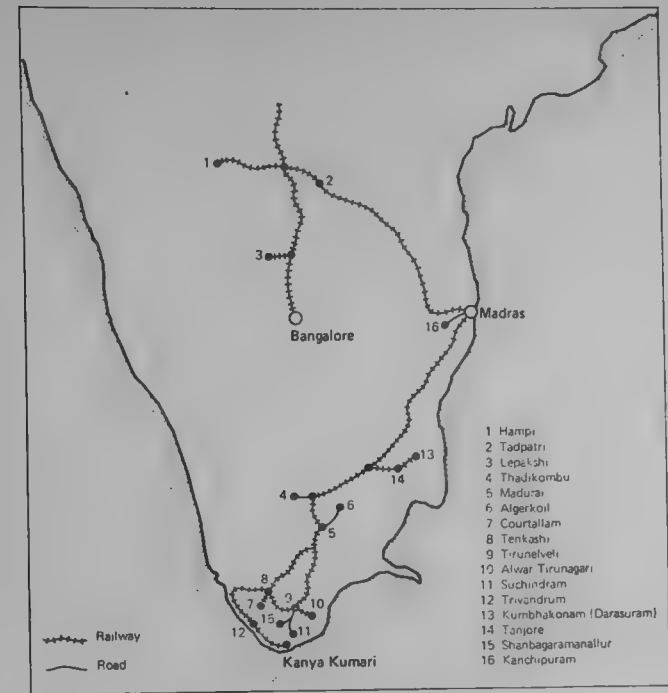 1
2
3
Bangalore
Madras
16
13
14
4
6
5
8
9
10
7
15
11
12
Kanya Kumari
1 Hampi
2 Tadpatri
3 Lepakshi
4 Thadikombu
5 Madurai
6 Algerkoil
7 Courtallam
8 Tenkashi
9 Tirunelveli
10 Alwar Tirunagari
11 Suchindram
12 Trivandrum
13 Kumbhakonam (Darasuram)
14 Tanjore
15 Shanbagaramanallur
16 Kanchipuram
Railway
Road